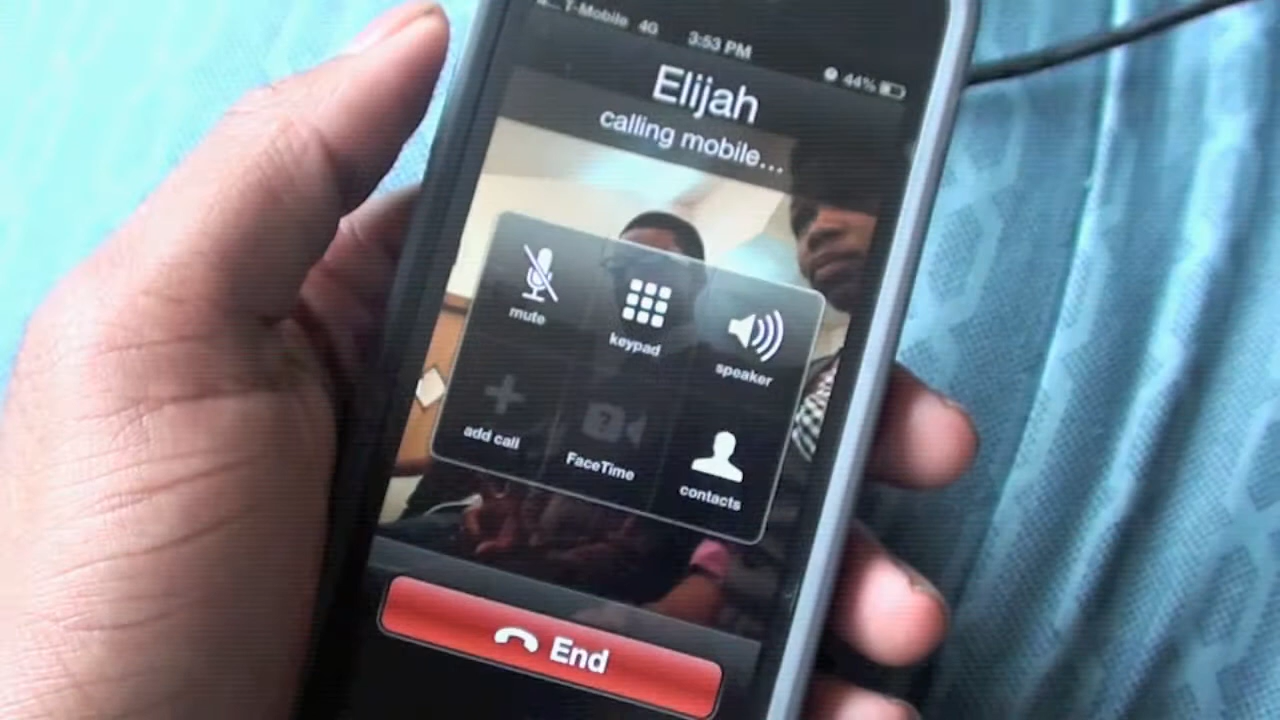 T-Mobile 4G 3:53 PM 44%
Elijah
calling mobile...
mute keypad speaker
add call FaceTime contacts
End